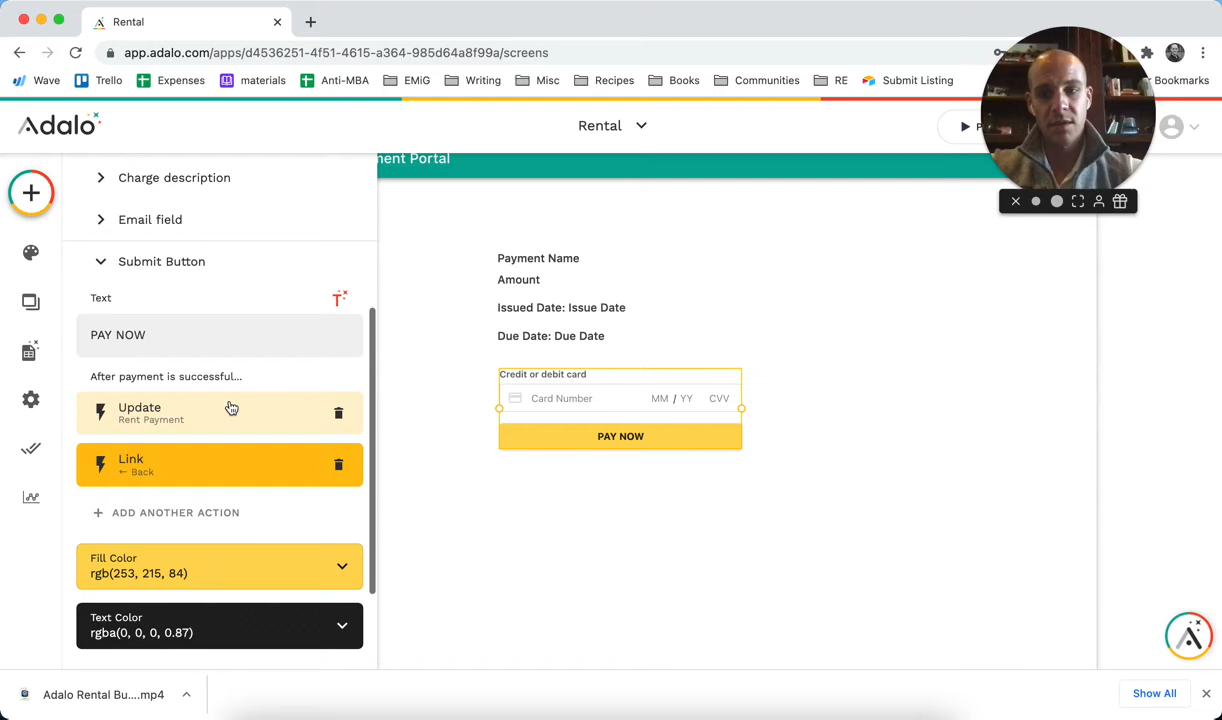 Rental
app.adalo.com/apps/d4536251-4f51-4615-a364-985d64a8f99a/screens
Wave
Trello
Expenses
materials
Anti-MBA
EMiG
Writing
Misc
Recipes
Books
Communities
RE
Submit Listing
Bookmarks
Adalo
Rental
ment Portal
Charge description
Email field
Submit Button
Text
PAY NOW
After payment is successful...
Update
Rent Payment
Link
← Back
+ ADD ANOTHER ACTION
Fill Color
rgb(253, 215, 84)
Text Color
rgba(0, 0, 0, 0.87)
Payment Name
Amount
Issued Date: Issue Date
Due Date: Due Date
Credit or debit card
Card Number MM / YY CVV
PAY NOW
Adalo Rental Bu....mp4
Show All